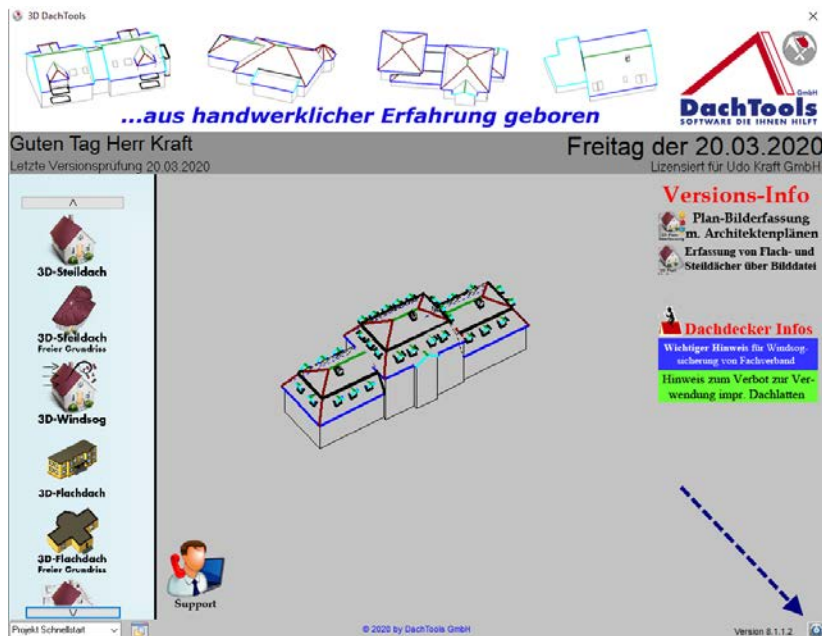 3D DachTools
...aus handwerklicher Erfahrung geboren
GmbH
DachTools
SOFTWARE DIE IHNEN HILFT
Guten Tag Herr Kraft
Freitag der 20.03.2020
Letzte Versionsprüfung 20.03.2020
Lizensiert für Udo Kraft GmbH
3D-Steildach
3D-Steildach
Freier Grundriss
3D-Windsog
3D-Flachdach
3D-Flachdach
Freier Grundriss
Versions-Info
Plan-Bilderfassung
m. Architektenplänen
Erfassung von Flach- und
Steildächer über Bilddatei
Dachdecker Infos
Wichtiger Hinweis für Windsog-
sicherung von Fachverband
Hinweis zum Verbot zur Ver-
wendung impr. Dachlatten
Support
Projekt Schnellstart
© 2020 by DachTools GmbH
Version 8.1.1.2